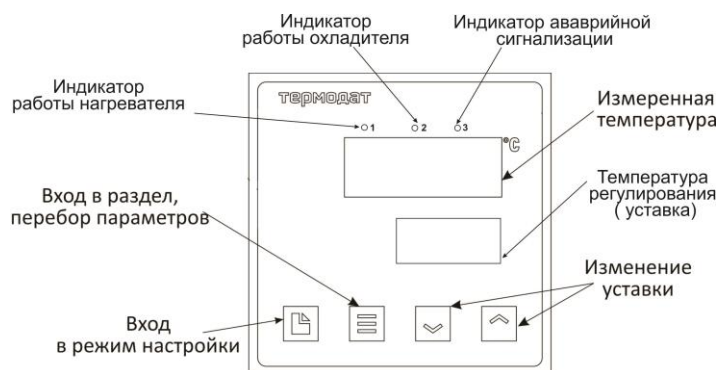 Индикатор
работы охладителя
Индикатор ававрийной
сигнализации
Индикатор
работы нагревателя
термодат
1
2
3
Измеренная
температура
°C
Вход в раздел,
перебор параметров
Температура
регулирования
( уставка)
Изменение
уставки
Вход
в режим настройки